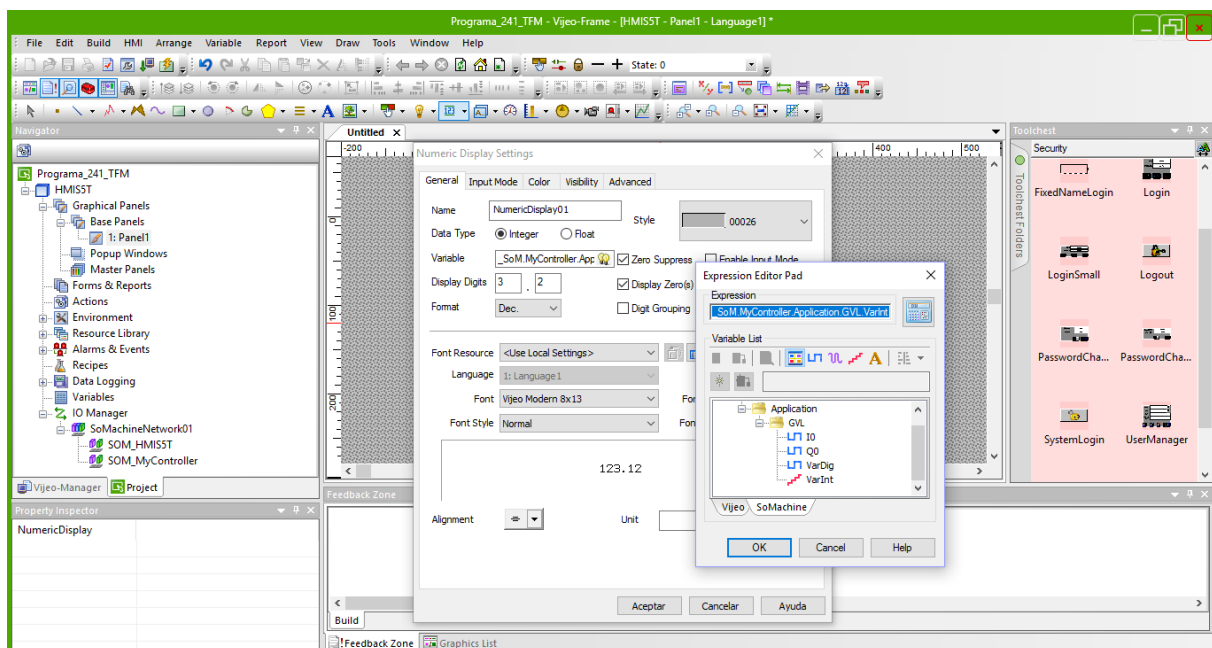 Programa_241_TFM - Vijeo-Frame - [HMIS5T - Panel1 - Language1] *
File Edit Build HMI Arrange Variable Report View Draw Tools Window Help
State: 0
Navigator
Programa_241_TFM
HMIS5T
Graphical Panels
Base Panels
1: Panel1
Popup Windows
Master Panels
Forms & Reports
Actions
Environment
Resource Library
Alarms & Events
Recipes
Data Logging
Variables
IO Manager
SoMachineNetwork01
SOM_HMIS5T
SOM_MyController
Vijeo-Manager Project
Property Inspector
NumericDisplay
Untitled
-200 400 500
0
100
200
Numeric Display Settings
General Input Mode Color Visibility Advanced
Name NumericDisplay01 Style 00026
Data Type Integer Float
Variable _SoM.MyController.App Zero Suppress Enable Input Mode
Display Digits 3 . 2 Display Zero(s)
Format Dec. Digit Grouping
Font Resource <Use Local Settings>
Language 1: Language1
Font Vijeo Modern 8x13 For
Font Style Normal Fon
123.12
Alignment Unit
Aceptar Cancelar Ayuda
Expression Editor Pad
Expression
_SoM.MyController.Application.GVL.VarInt
Variable List
Application
GVL
I0
Q0
VarDig
VarInt
Vijeo SoMachine
OK Cancel Help
Feedback Zone
Build
Feedback Zone Graphics List
Toolchest
Security
Toolchest Folders
FixedNameLogin Login
LoginSmall Logout
PasswordCha... PasswordCha...
SystemLogin UserManager